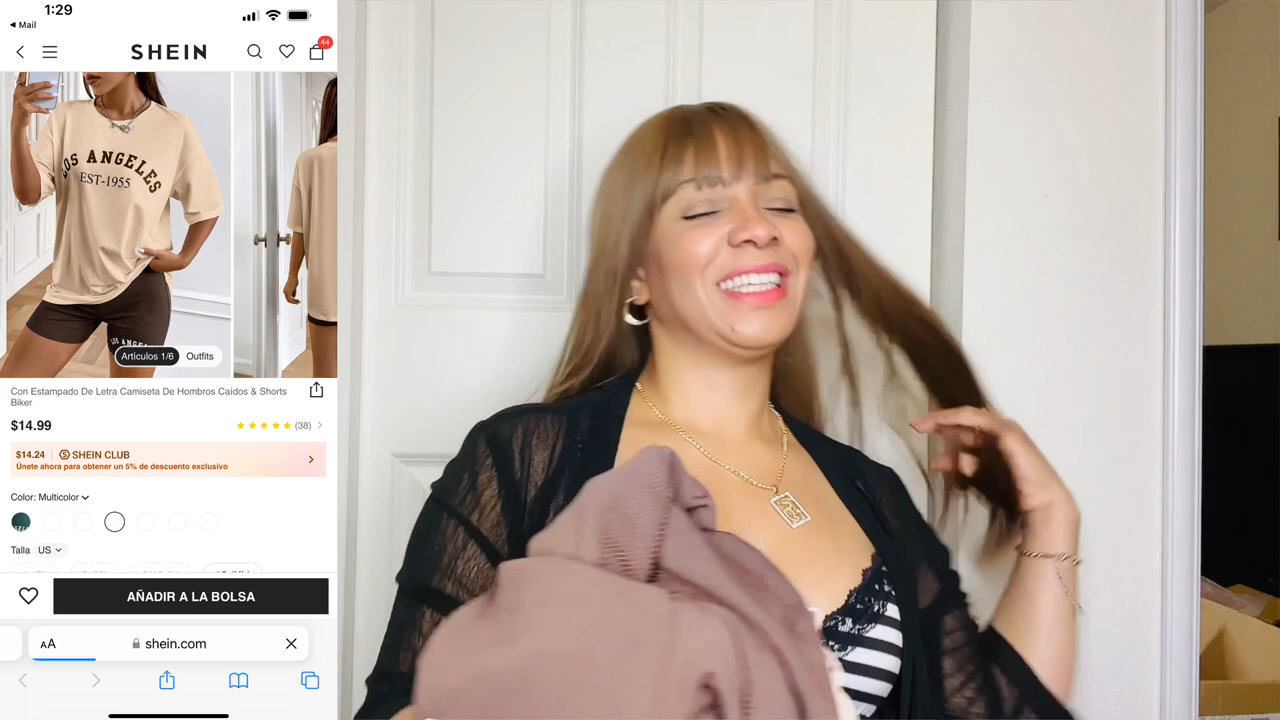 1:29
Mail
SHEIN
44
LOS ANGELES
EST-1955
Artículos 1/6
Outfits
Con Estampado De Letra Camiseta De Hombros Caídos & Shorts
Biker
$14.99
(38)
$14.24
SHEIN CLUB
Únete ahora para obtener un 5% de descuento exclusivo
Color: Multicolor
Talla
US
AÑADIR A LA BOLSA
AA
shein.com